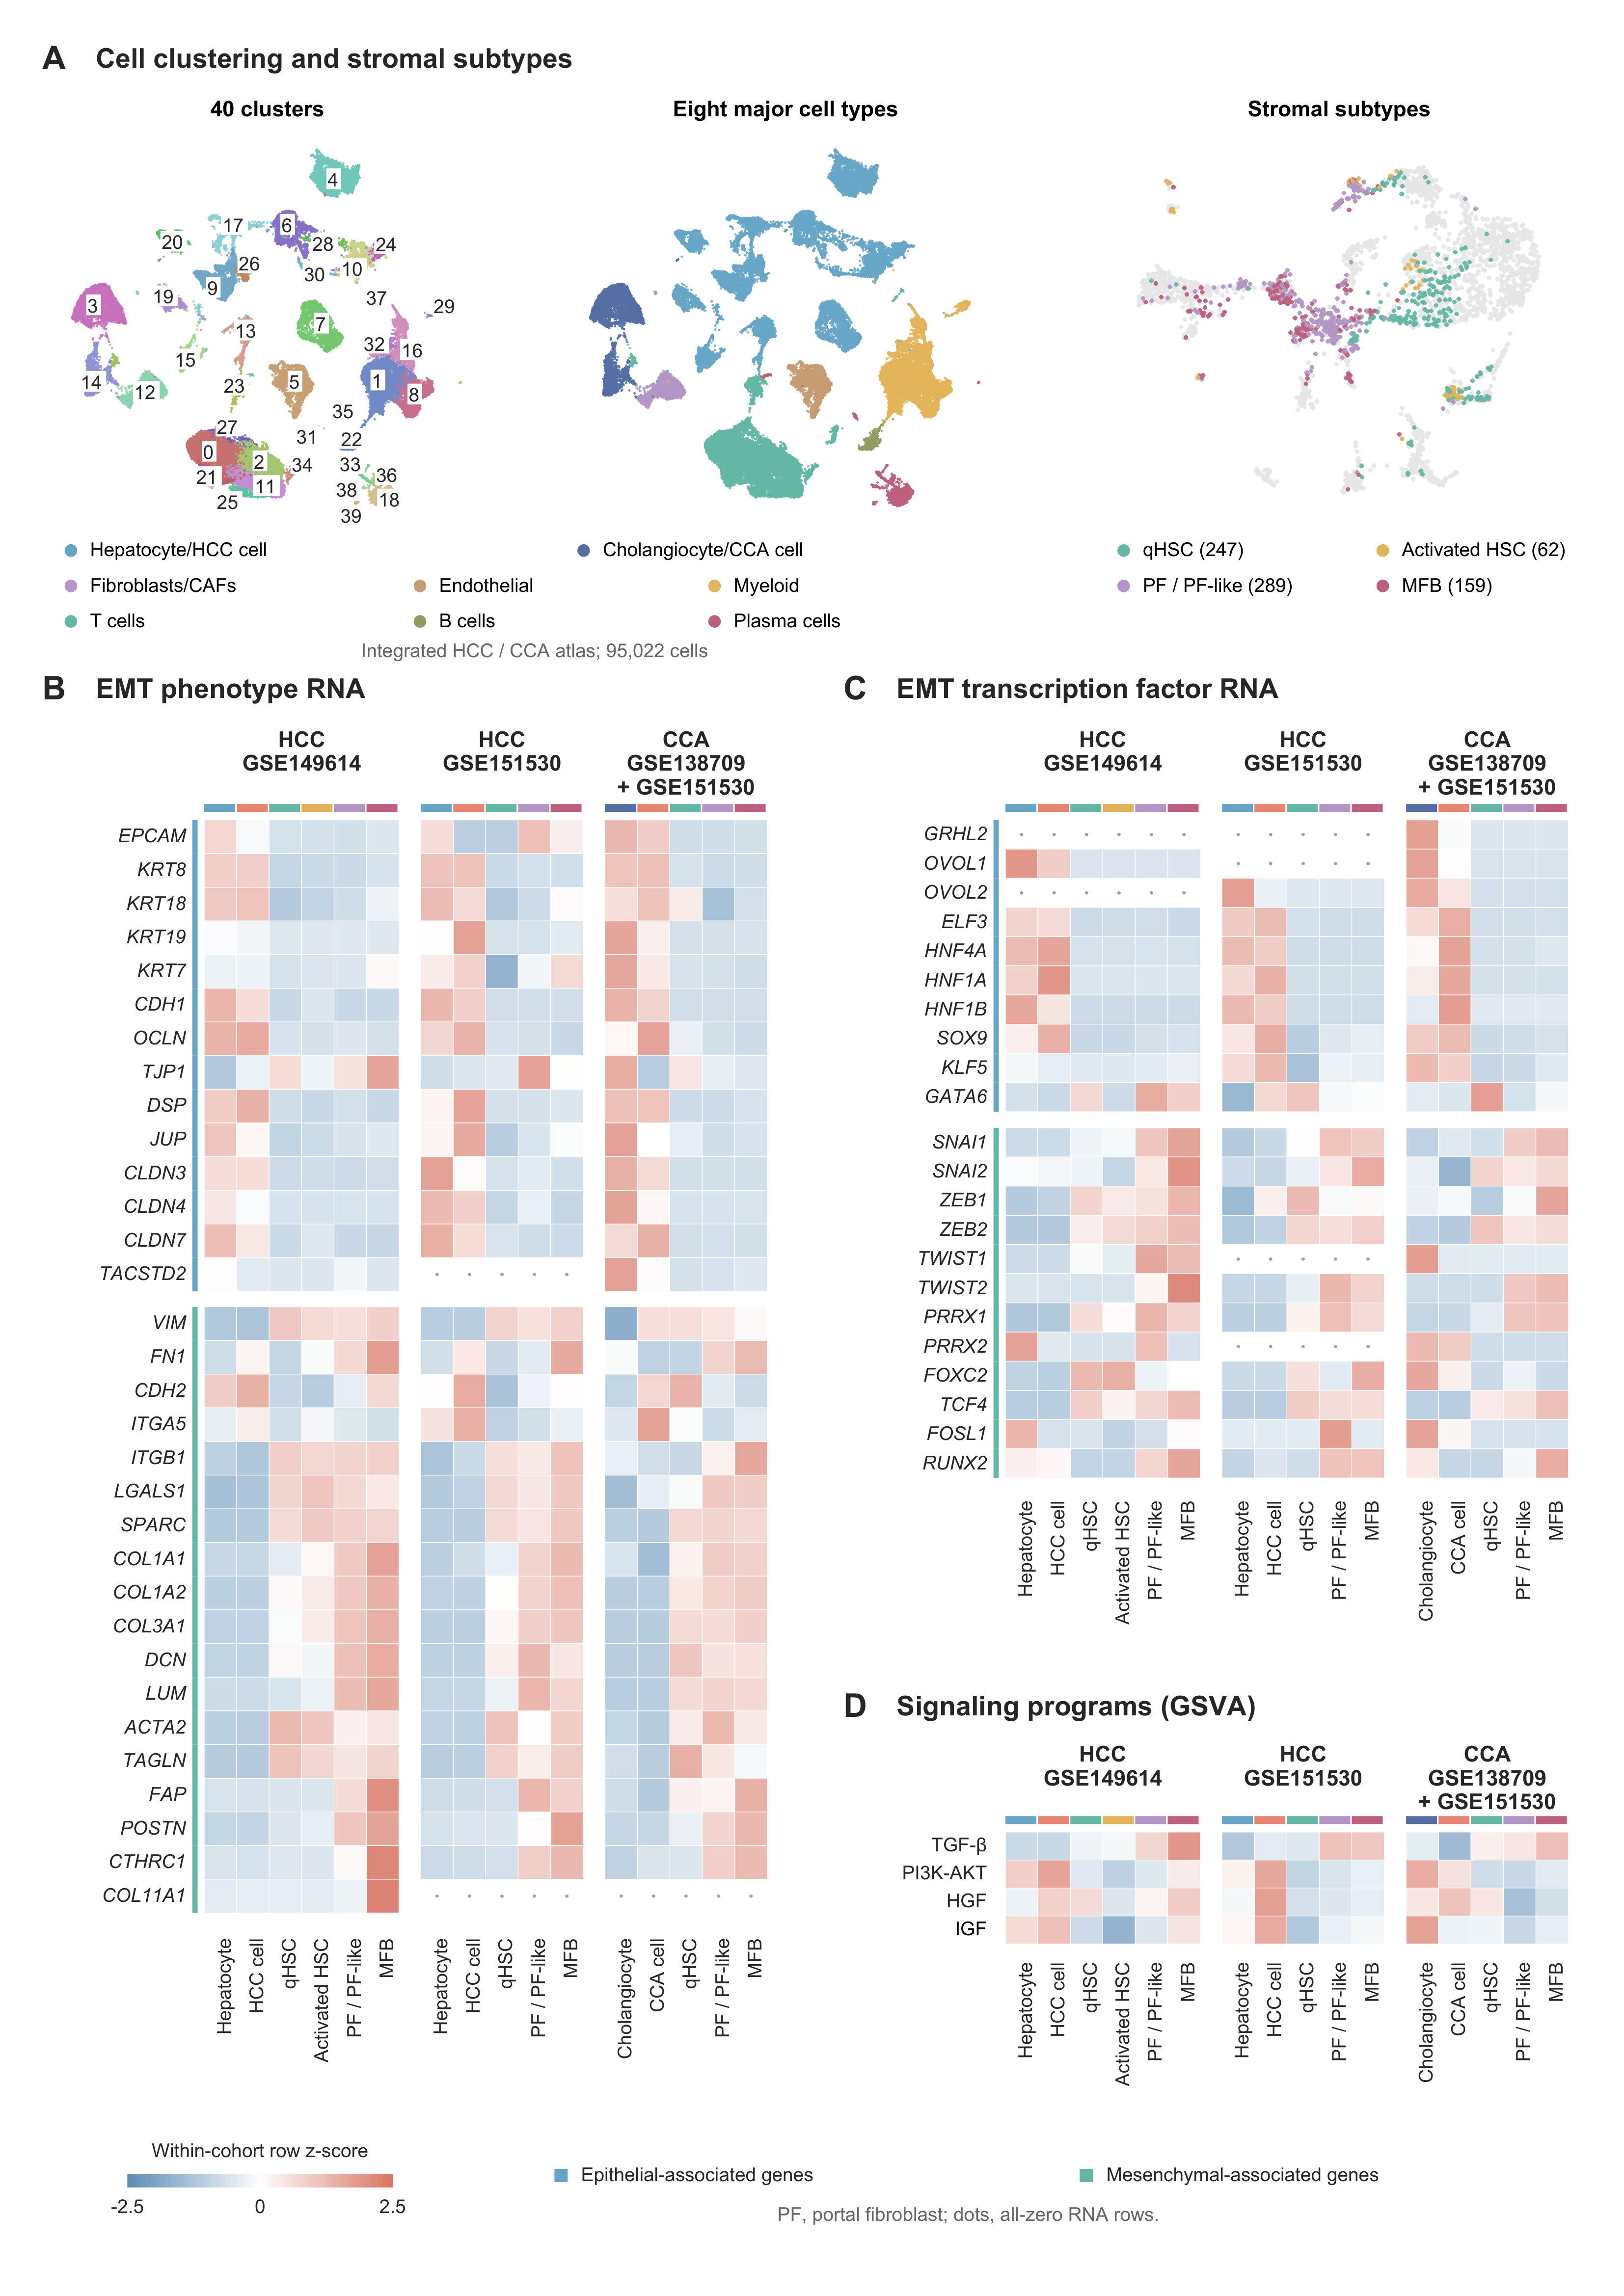 A Cell clustering and stromal subtypes
40 clusters
Eight major cell types
Stromal subtypes
4
17
6
20
28
24
26
30
10
9
3
19
37
29
7
13
32
16
15
14
12
23
5
1
8
35
27
31
22
0
2
34
33
21
11
36
25
38
18
39
Hepatocyte/HCC cell
Cholangiocyte/CCA cell
qHSC (247)
Activated HSC (62)
Fibroblasts/CAFs
Endothelial
Myeloid
PF / PF-like (289)
MFB (159)
T cells
B cells
Plasma cells
Integrated HCC / CCA atlas; 95,022 cells
B EMT phenotype RNA
HCC
GSE149614
HCC
GSE151530
CCA
GSE138709
+ GSE151530
EPCAM
KRT8
KRT18
KRT19
KRT7
CDH1
OCLN
TJP1
DSP
JUP
CLDN3
CLDN4
CLDN7
TACSTD2
VIM
FN1
CDH2
ITGA5
ITGB1
LGALS1
SPARC
COL1A1
COL1A2
COL3A1
DCN
LUM
ACTA2
TAGLN
FAP
POSTN
CTHRC1
COL11A1
Hepatocyte
HCC cell
qHSC
Activated HSC
PF / PF-like
MFB
Hepatocyte
HCC cell
qHSC
PF / PF-like
MFB
Cholangiocyte
CCA cell
qHSC
PF / PF-like
MFB
C EMT transcription factor RNA
HCC
GSE149614
HCC
GSE151530
CCA
GSE138709
+ GSE151530
GRHL2
OVOL1
OVOL2
ELF3
HNF4A
HNF1A
HNF1B
SOX9
KLF5
GATA6
SNAI1
SNAI2
ZEB1
ZEB2
TWIST1
TWIST2
PRRX1
PRRX2
FOXC2
TCF4
FOSL1
RUNX2
Hepatocyte
HCC cell
qHSC
Activated HSC
PF / PF-like
MFB
Hepatocyte
HCC cell
qHSC
PF / PF-like
MFB
Cholangiocyte
CCA cell
qHSC
PF / PF-like
MFB
D Signaling programs (GSVA)
HCC
GSE149614
HCC
GSE151530
CCA
GSE138709
+ GSE151530
TGF-β
PI3K-AKT
HGF
IGF
Hepatocyte
HCC cell
qHSC
Activated HSC
PF / PF-like
MFB
Hepatocyte
HCC cell
qHSC
PF / PF-like
MFB
Cholangiocyte
CCA cell
qHSC
PF / PF-like
MFB
Within-cohort row z-score
-2.5 0 2.5
Epithelial-associated genes
Mesenchymal-associated genes
PF, portal fibroblast; dots, all-zero RNA rows.